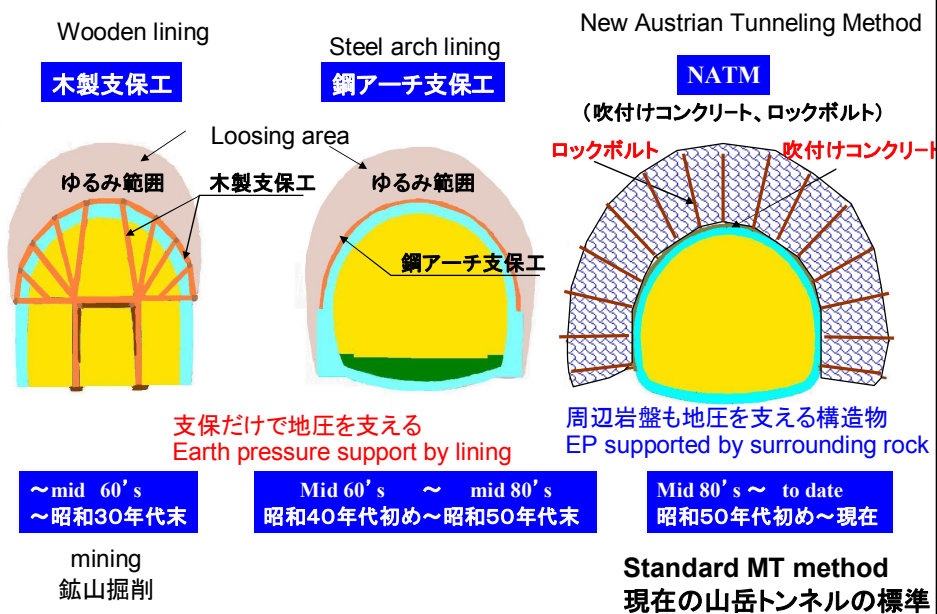 Wooden lining
木製支保工
Steel arch lining
鋼アーチ支保工
New Austrian Tunneling Method
NATM
（吹付けコンクリート、ロックボルト）
Loosing area
ゆるみ範囲
木製支保工
ゆるみ範囲
鋼アーチ支保工
ロックボルト
吹付けコンクリート
支保だけで地圧を支える
Earth pressure support by lining
周辺岩盤も地圧を支える構造物
EP supported by surrounding rock
～mid 60's
～昭和30年代末
Mid 60's ～ mid 80's
昭和40年代初め～昭和50年代末
Mid 80's～ to date
昭和50年代初め～現在
mining
鉱山掘削
Standard MT method
現在の山岳トンネルの標準